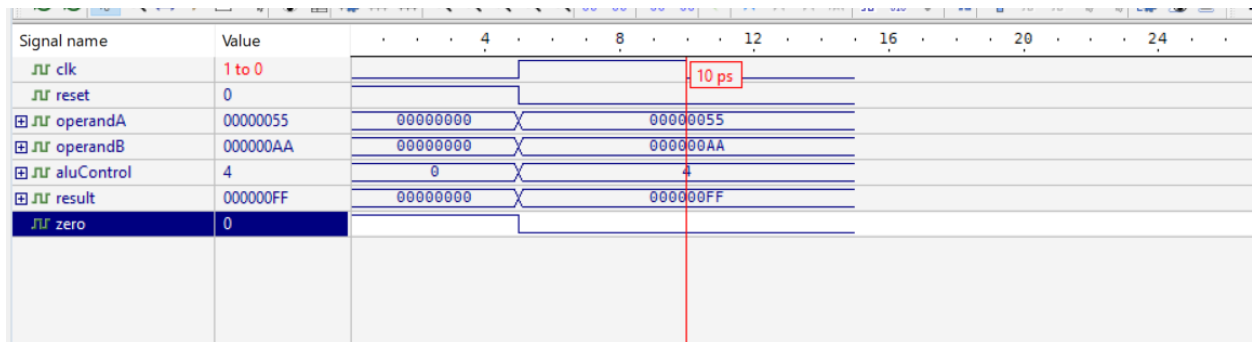 Signal name Value 4 8 12 16 20 24
clk 1 to 0 10 ps
reset 0
operandA 00000055 00000000 00000055
operandB 000000AA 00000000 000000AA
aluControl 4 0 4
result 000000FF 00000000 000000FF
zero 0